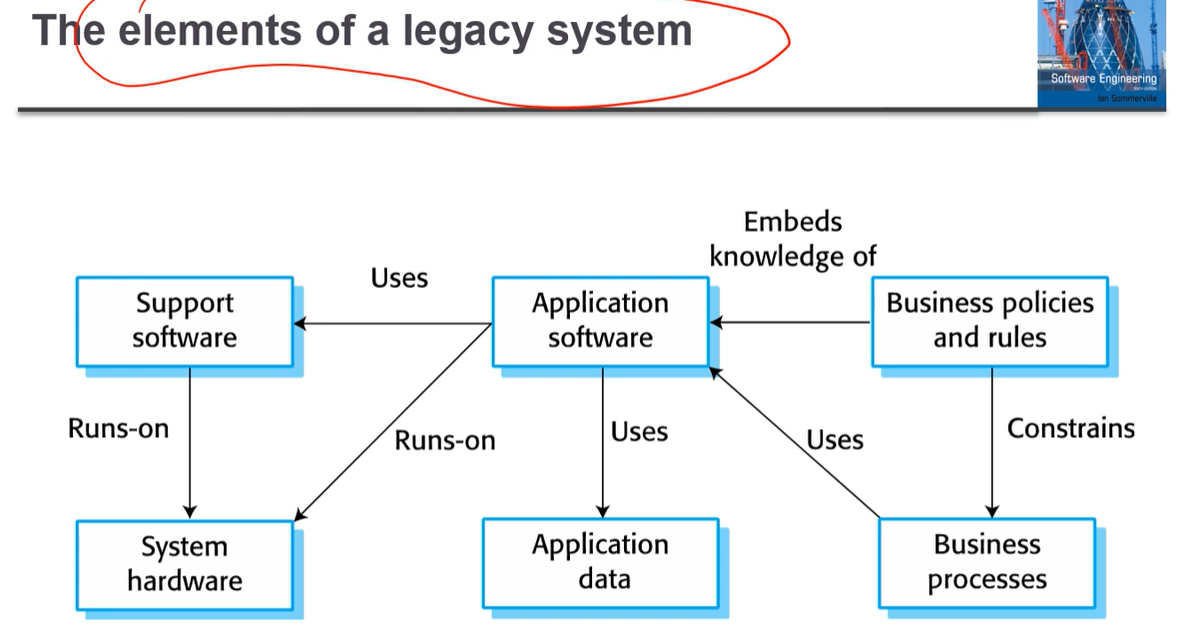 The elements of a legacy system
Software Engineering
Ian Sommerville
Embeds
knowledge of
Uses
Support
software
Application
software
Business policies
and rules
Runs-on
Runs-on
Uses
Uses
Constrains
System
hardware
Application
data
Business
processes